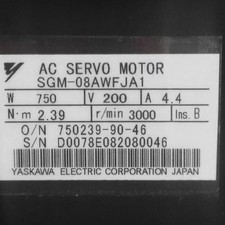 AC SERVO MOTOR
SGM-08AWFJA1
W 750 V 200 A 4.4
N·m 2.39 r/min 3000 Ins. B
O/N 750239-90-46
S/N D0078E082080046
YASKAWA ELECTRIC CORPORATION JAPAN